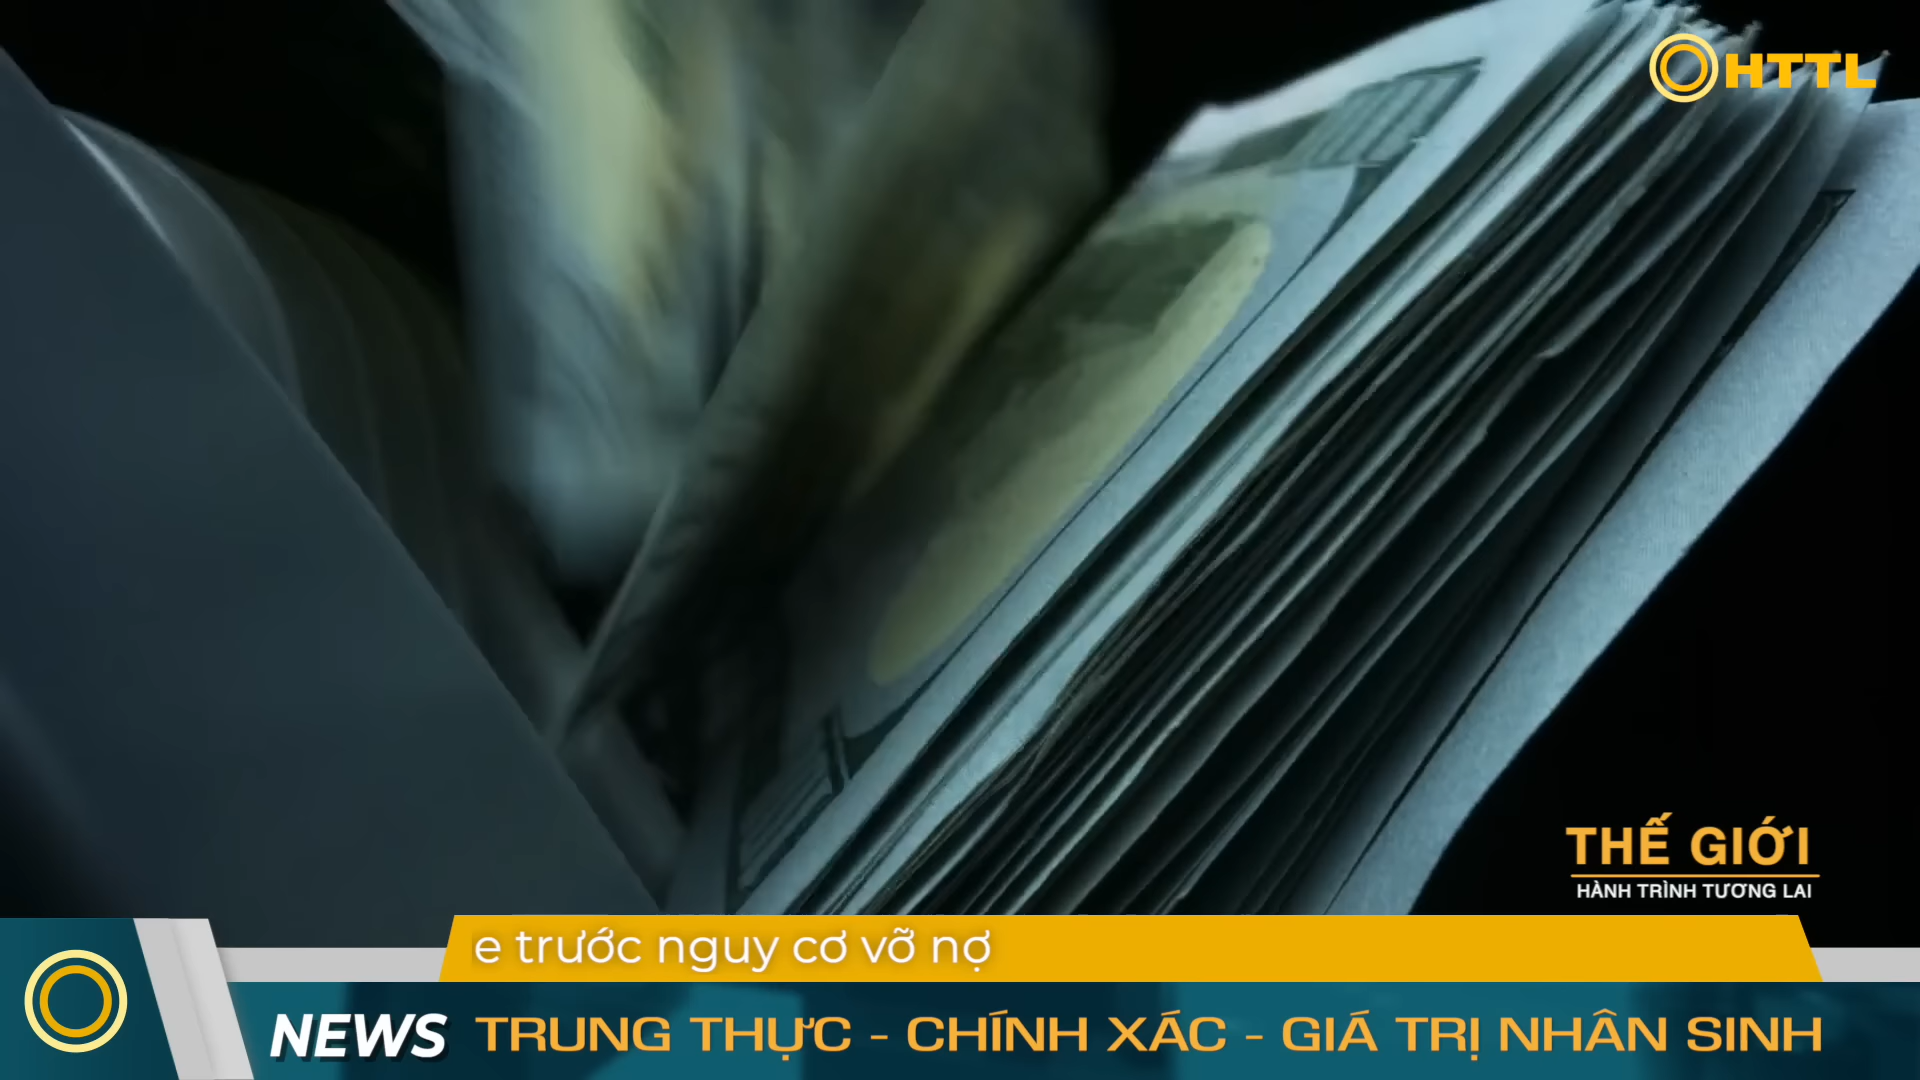 HTTL
THẾ GIỚI
HÀNH TRÌNH TƯƠNG LAI
e trước nguy cơ vỡ nợ
NEWS TRUNG THỰC - CHÍNH XÁC - GIÁ TRỊ NHÂN SINH